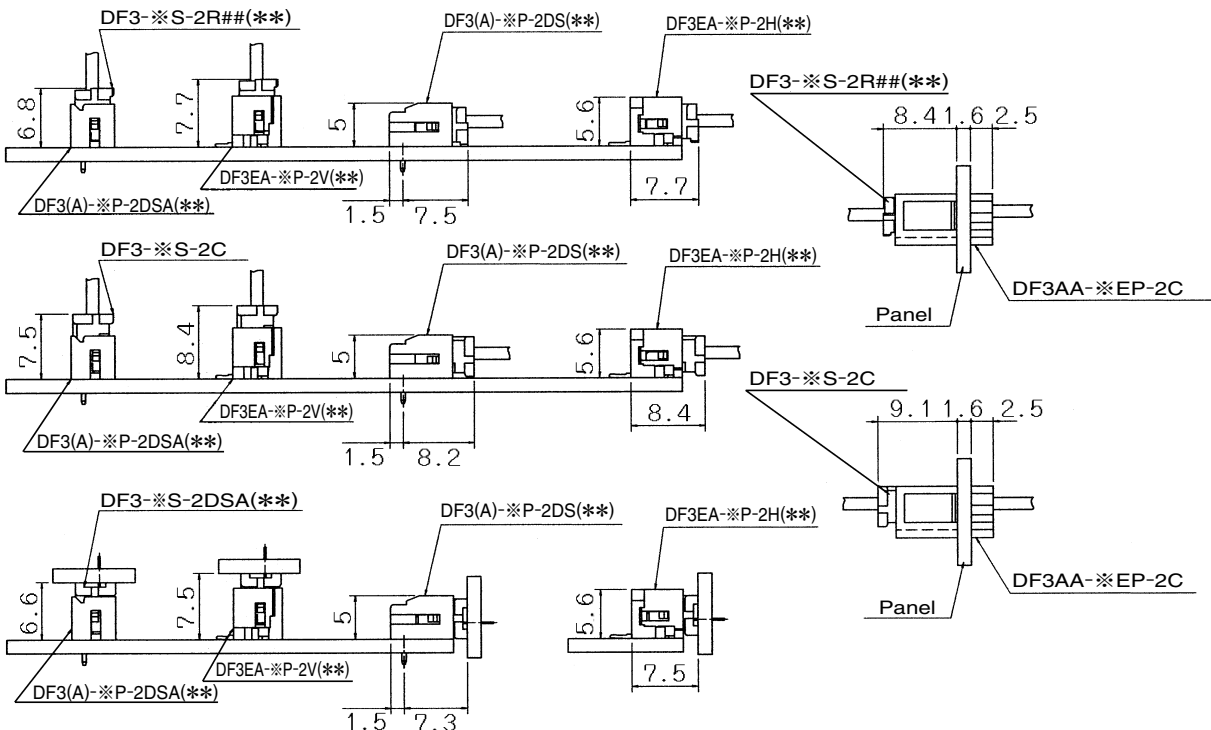 DF3-※S-2R##(**)
DF3(A)-※P-2DS(**)
DF3EA-※P-2H(**)
DF3-※S-2R##(**)
6.8
7.7
5
5.6
8.4 1.6 2.5
DF3EA-※P-2V(**)
DF3(A)-※P-2DSA(**)
1.5 7.5
7.7
DF3AA-※EP-2C
Panel
DF3-※S-2C
DF3(A)-※P-2DS(**)
DF3EA-※P-2H(**)
7.5
8.4
5
5.6
DF3-※S-2C
DF3EA-※P-2V(**)
DF3(A)-※P-2DSA(**)
1.5 8.2
8.4
9.1 1.6 2.5
DF3-※S-2DSA(**)
DF3(A)-※P-2DS(**)
DF3EA-※P-2H(**)
6.6
7.5
5
5.6
DF3AA-※EP-2C
Panel
DF3EA-※P-2V(**)
DF3(A)-※P-2DSA(**)
1.5 7.3
7.5